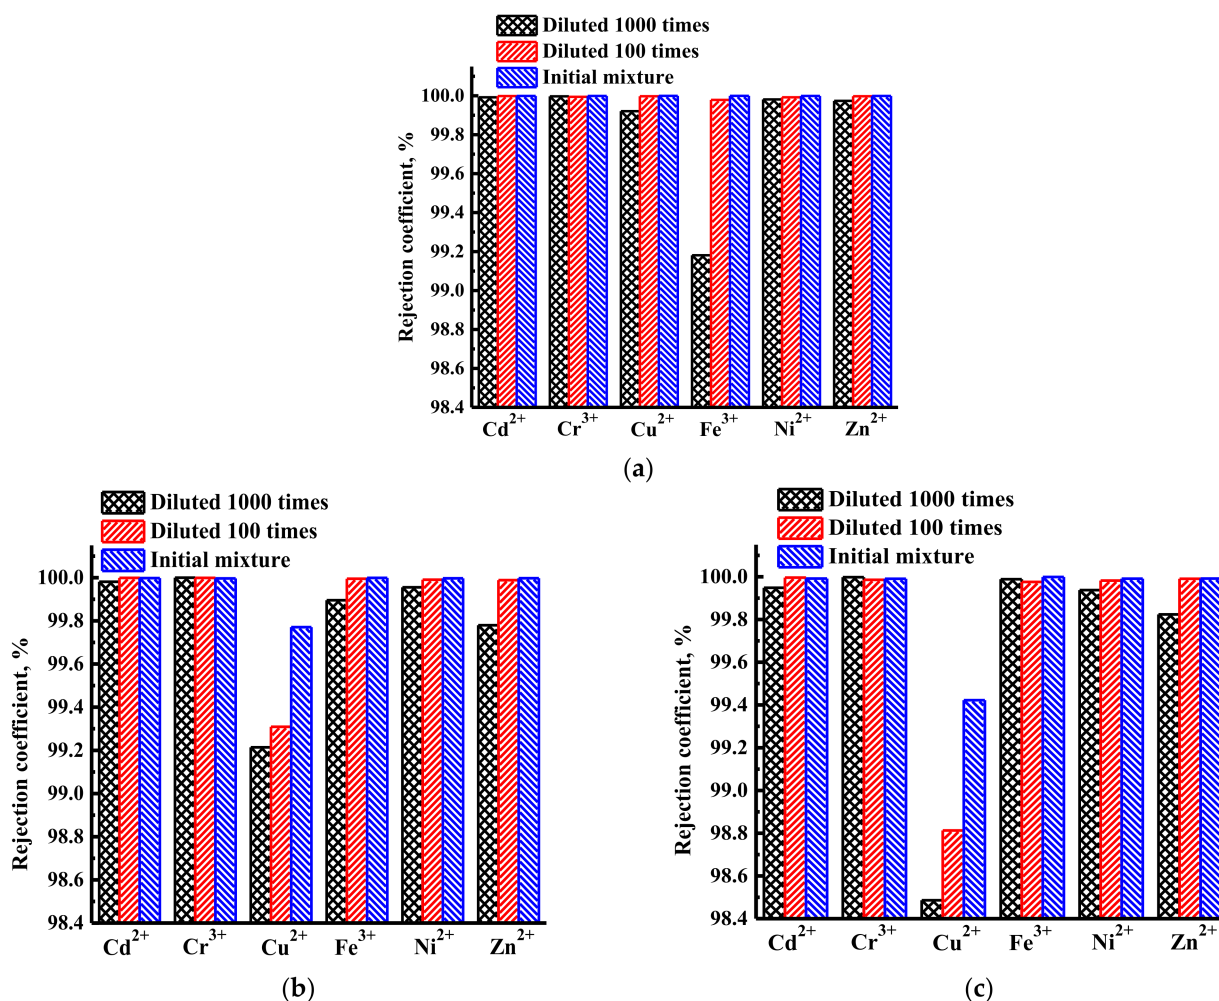 Diluted 1000 times
Diluted 100 times
Initial mixture
Rejection coefficient, %
100.0
99.8
99.6
99.4
99.2
99.0
98.8
98.6
98.4
Cd2+ Cr3+ Cu2+ Fe3+ Ni2+ Zn2+
(a)
Diluted 1000 times
Diluted 100 times
Initial mixture
Rejection coefficient, %
100.0
99.8
99.6
99.4
99.2
99.0
98.8
98.6
98.4
Cd2+ Cr3+ Cu2+ Fe3+ Ni2+ Zn2+
(b)
Diluted 1000 times
Diluted 100 times
Initial mixture
Rejection coefficient, %
100.0
99.8
99.6
99.4
99.2
99.0
98.8
98.6
98.4
Cd2+ Cr3+ Cu2+ Fe3+ Ni2+ Zn2+
(c)